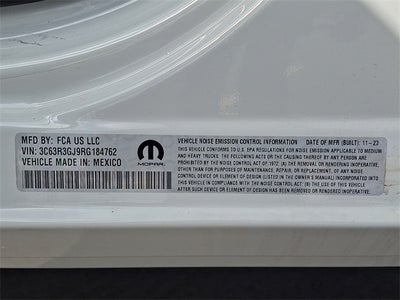 MFD BY: FCA US LLC
VIN: 3C63R3GJ9RG184762
VEHICLE MADE IN: MEXICO
MOPAR
VEHICLE NOISE EMISSION CONTROL INFORMATION DATE OF MFR (BUILT): 11-23
THIS VEHICLE CONFORMS TO U.S. EPA REGULATIONS FOR NOISE EMISSION APPLICABLE TO MEDIUM
AND HEAVY TRUCKS. THE FOLLOWING ACTS OR THE CAUSING THEREOF BY ANY PERSON
ARE PROHIBITED BY THE NOISE CONTROL ACT OF 1972. (A) THE REMOVAL OR RENDERING INOPERATIVE,
OTHER THAN FOR PURPOSES OF MAINTENANCE, REPAIR, OR REPLACEMENT, OF ANY NOISE CONTROL
DEVICE OR ELEMENT OF DESIGN (LISTED IN THE OWNER'S MANUAL) INCORPORATED INTO THIS VEHICLE
IN COMPLIANCE WITH THE NOISE CONTROL ACT; (B) THE USE OF THIS VEHICLE AFTER SUCH
DEVICE OR ELEMENT OF DESIGN HAS BEEN REMOVED OR RENDERED INOPERATIVE.